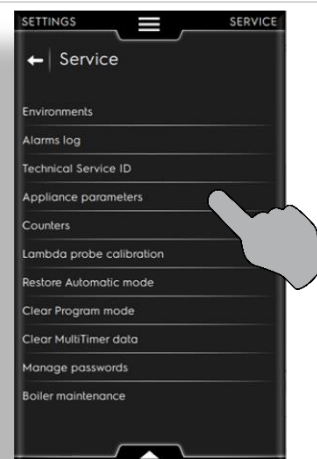 SETTINGS SERVICE
Service
Environments
Alarms log
Technical Service ID
Appliance parameters
Counters
Lambda probe calibration
Restore Automatic mode
Clear Program mode
Clear MultiTimer data
Manage passwords
Boiler maintenance